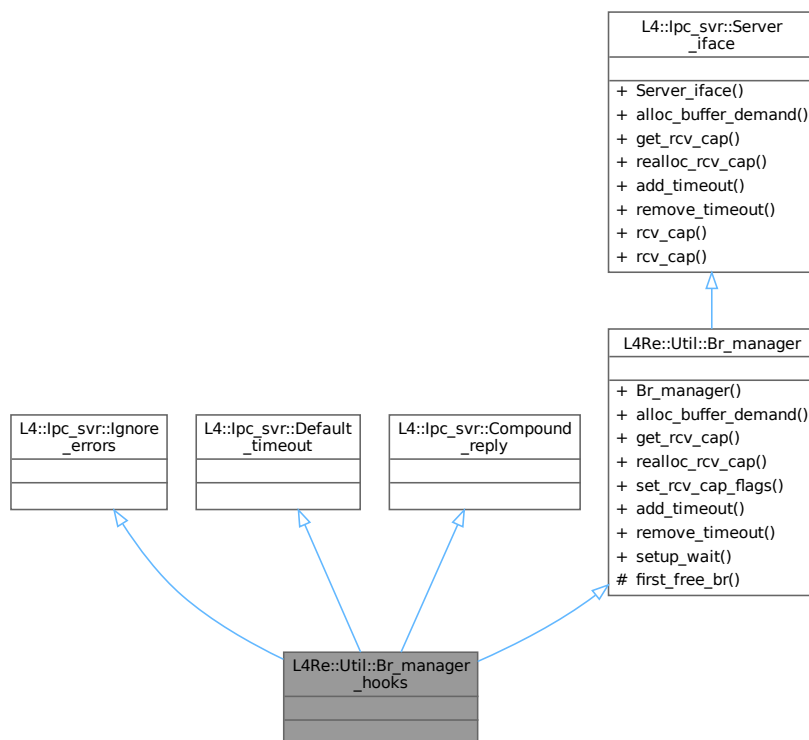 L4::Ipc_svr::Server
_iface
+ Server_iface()
+ alloc_buffer_demand()
+ get_rcv_cap()
+ realloc_rcv_cap()
+ add_timeout()
+ remove_timeout()
+ rcv_cap()
+ rcv_cap()
L4Re::Util::Br_manager
+ Br_manager()
+ alloc_buffer_demand()
+ get_rcv_cap()
+ realloc_rcv_cap()
+ set_rcv_cap_flags()
+ add_timeout()
+ remove_timeout()
+ setup_wait()
# first_free_br()
L4::Ipc_svr::Ignore
_errors
L4::Ipc_svr::Default
_timeout
L4::Ipc_svr::Compound
_reply
L4Re::Util::Br_manager
_hooks